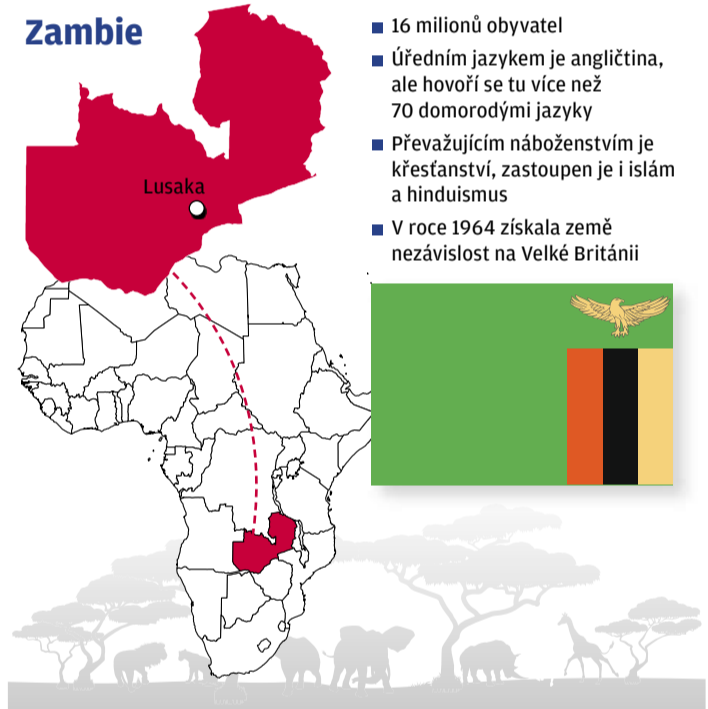 Zambie
16 milionů obyvatel
Úředním jazykem je angličtina,
ale hovoří se tu více než
70 domorodými jazyky
Převažujícím náboženstvím je
křesťanství, zastoupen je i islám
a hinduismus
V roce 1964 získala země
nezávislost na Velké Británii
Lusaka